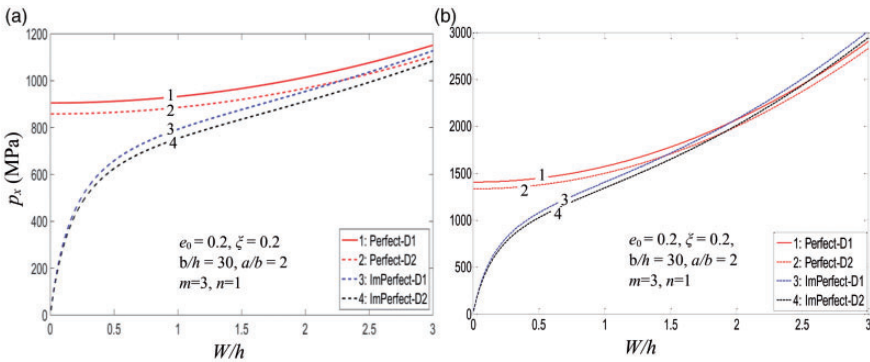 (a)
1200
1000
800
600
400
200
0
p_x (MPa)
1
2
3
4
e₀ = 0.2, ξ = 0.2
b/h = 30, a/b = 2
m=3, n=1
1: Perfect-D1
2: Perfect-D2
3: ImPerfect-D1
4: ImPerfect-D2
0 0.5 1 1.5 2 2.5 3
W/h
(b)
3000
2500
2000
1500
1000
500
0
1
2
3
4
e₀ = 0.2, ξ = 0.2,
b/h = 30, a/b = 2
m=3, n=1
1: Perfect-D1
2: Perfect-D2
3: ImPerfect-D1
4: ImPerfect-D2
0 0.5 1 1.5 2 2.5 3
W/h